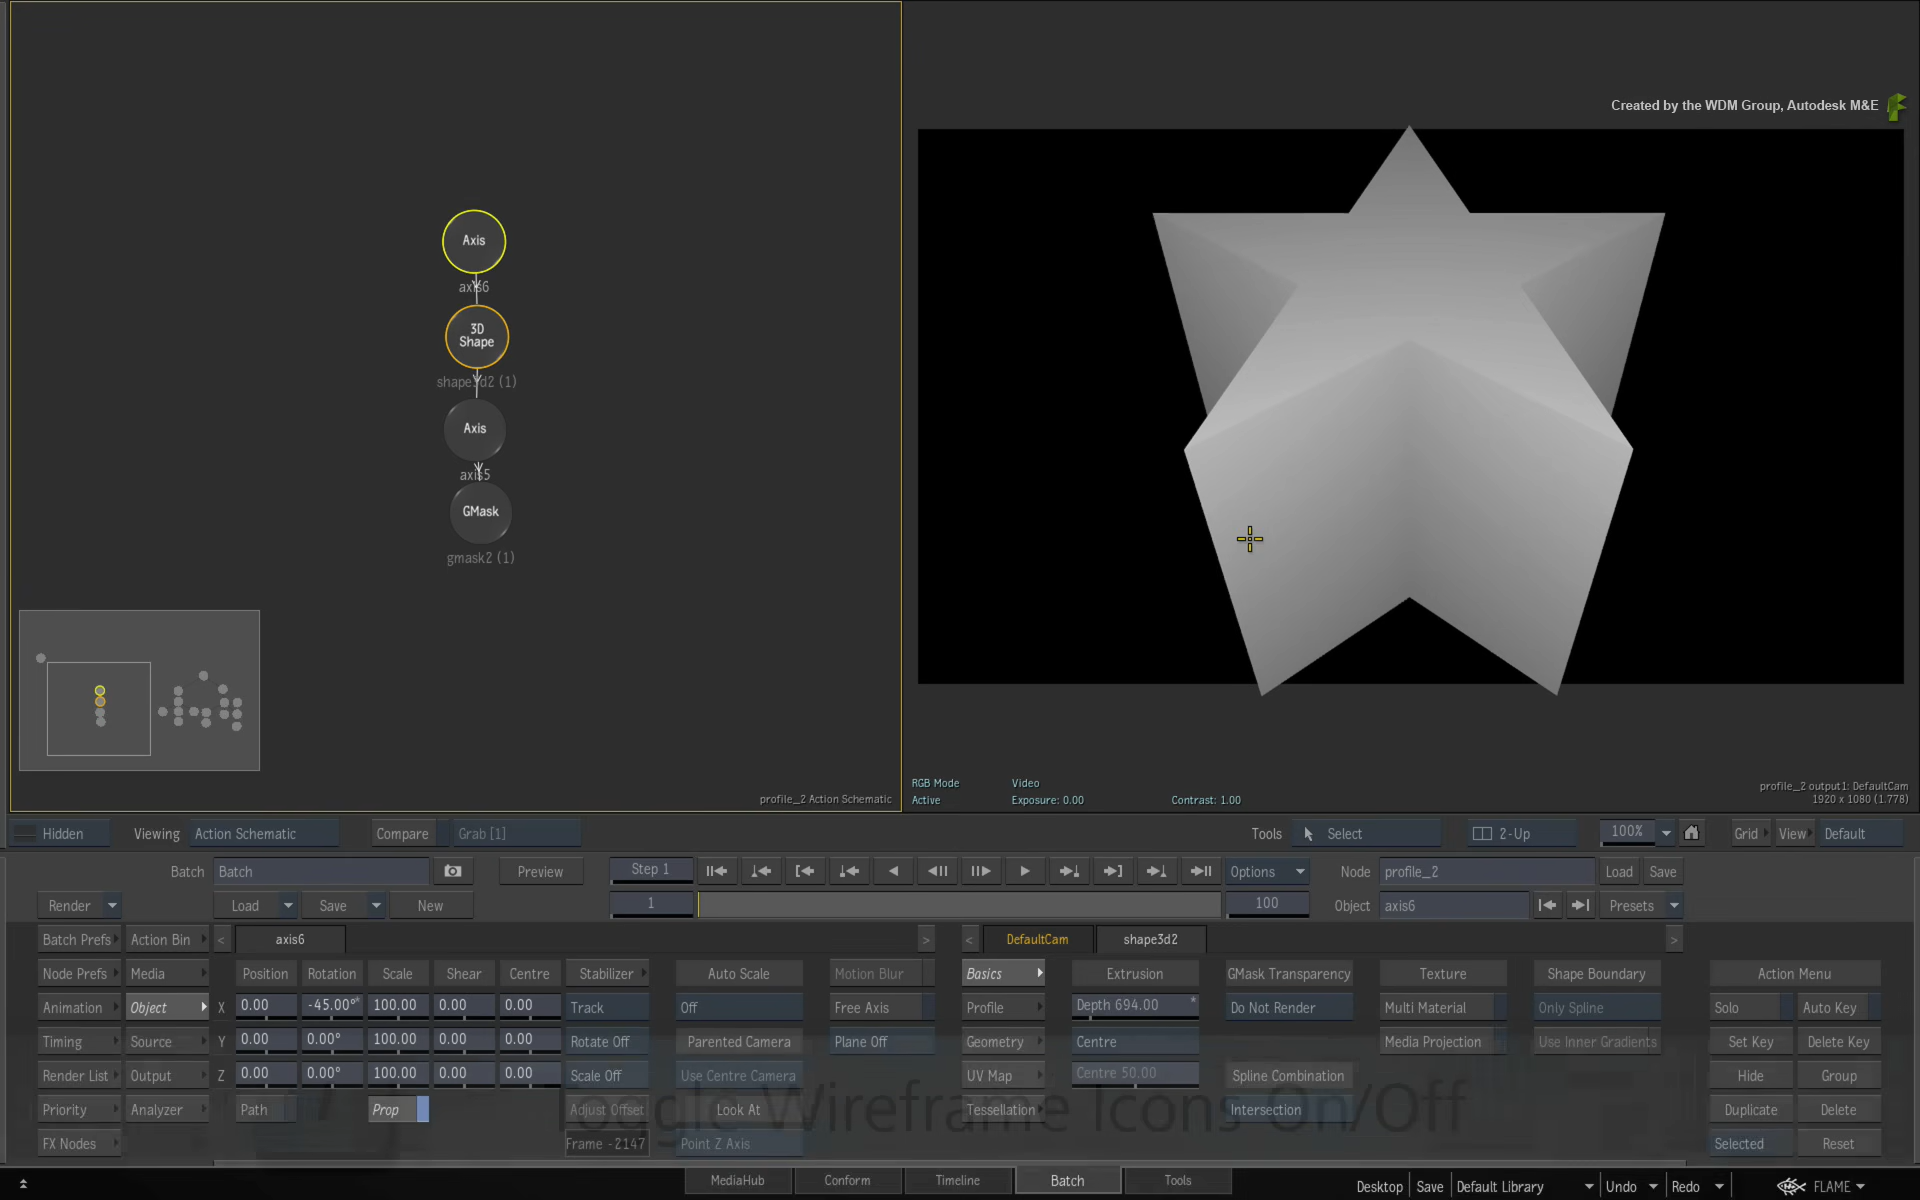 Created by the WDM Group, Autodesk M&E
Axis
axis6
3D
Shape
shape3d2 (1)
Axis
axis5
GMask
gmask2 (1)
profile_2 Action Schematic
RGB Mode Video
Active Exposure: 0.00 Contrast: 1.00
profile_2 output1: DefaultCam
1920 x 1080 (1.778)
Hidden Viewing Action Schematic Compare Grab [1] Tools Select 2-Up 100% Grid View Default
Batch Batch Preview Step 1 Options Node profile_2 Load Save
Render Load Save New 1 100 Object axis6 Presets
Batch Prefs Action Bin < axis6 > < DefaultCam shape3d2 >
Node Prefs Media Position Rotation Scale Shear Centre Stabilizer Auto Scale Motion Blur Basics Extrusion GMask Transparency Texture Shape Boundary Action Menu
Animation Object X 0.00 -45.00°* 100.00 0.00 0.00 Track Off Free Axis Profile Depth 694.00 * Do Not Render Multi Material Only Spline Solo Auto Key
Timing Source Y 0.00 0.00° 100.00 0.00 0.00 Rotate Off Parented Camera Plane Off Geometry Centre Media Projection Use Inner Gradients Set Key Delete Key
Render List Output Z 0.00 0.00° 100.00 0.00 0.00 Scale Off Use Centre Camera UV Map Centre 50.00 Spline Combination Hide Group
Priority Analyzer Path Prop Adjust Offset Look At Tessellation Intersection Duplicate Delete
Toggle Wireframe Icons On/Off
FX Nodes Frame -2147 Point Z Axis Selected Reset
MediaHub Conform Timeline Batch Tools Desktop Save Default Library Undo Redo FLAME